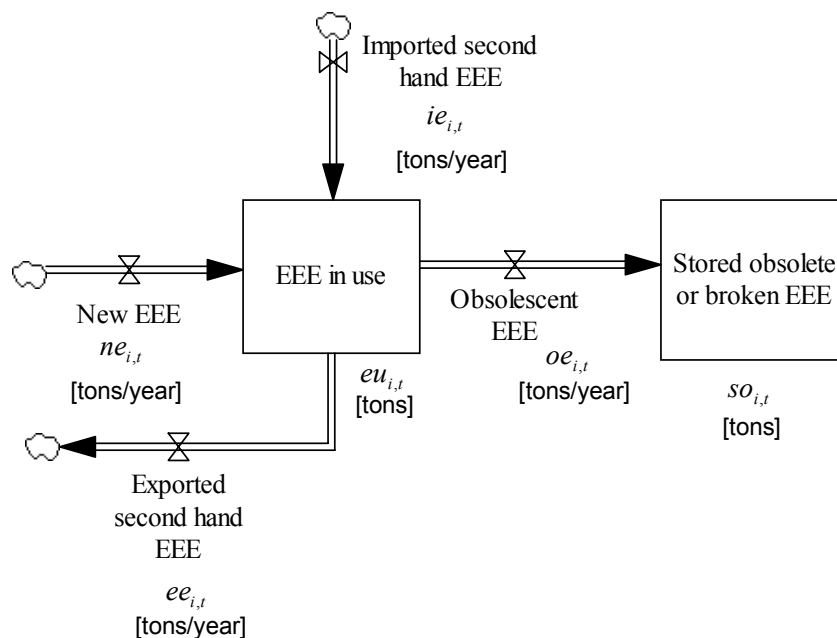 Imported second
hand EEE
ie_{i,t}
[tons/year]
EEE in use
Stored obsolete
or broken EEE
New EEE
ne_{i,t}
[tons/year]
Obsolescent
EEE
oe_{i,t}
[tons/year]
eu_{i,t}
[tons]
so_{i,t}
[tons]
Exported
second hand
EEE
ee_{i,t}
[tons/year]